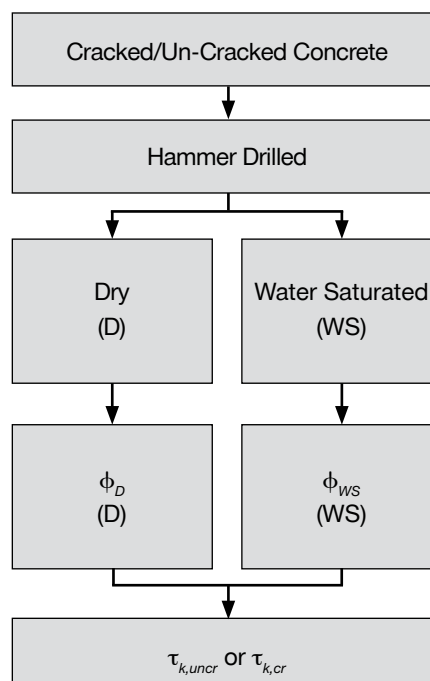 Cracked/Un-Cracked Concrete
Hammer Drilled
Dry
(D)
Water Saturated
(WS)
ϕD
(D)
ϕWS
(WS)
τk,uncr or τk,cr